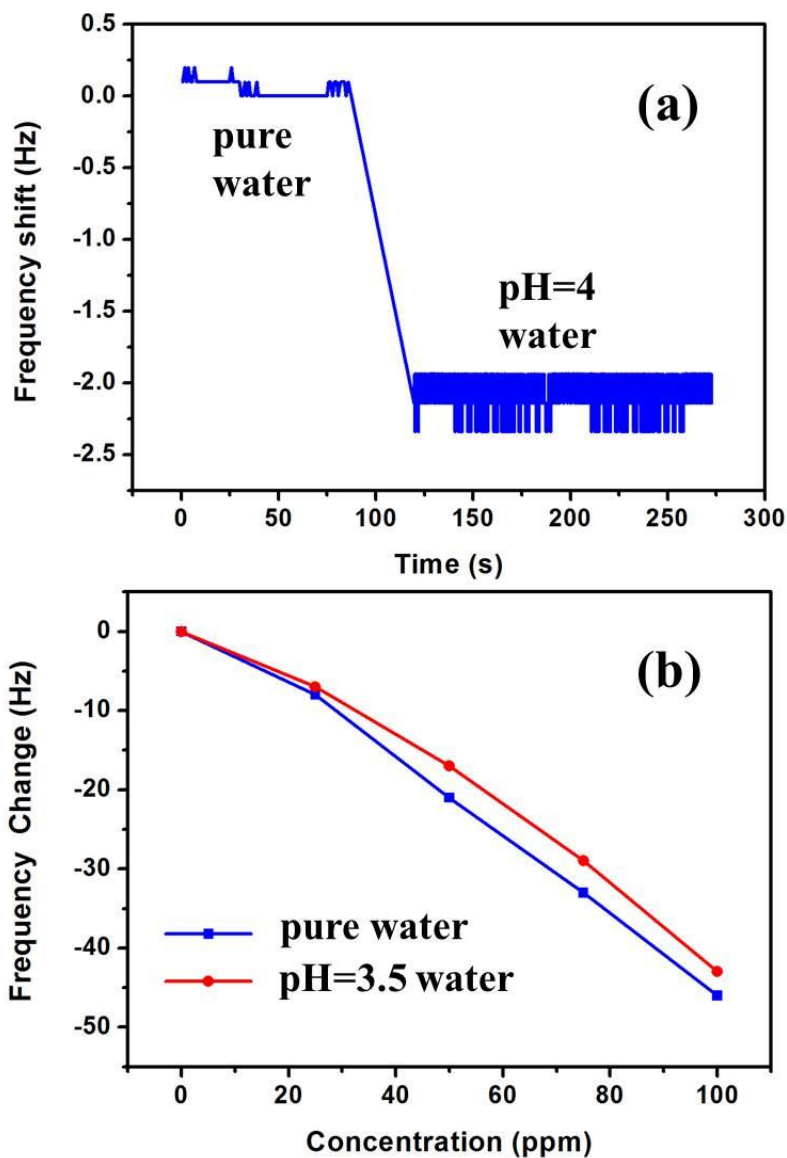 0.5
0.0
-0.5
-1.0
-1.5
-2.0
-2.5
Frequency shift (Hz)
(a)
pure
water
pH=4
water
0
50
100
150
200
250
300
Time (s)
0
-10
-20
-30
-40
-50
Frequency Change (Hz)
(b)
pure water
pH=3.5 water
0
20
40
60
80
100
Concentration (ppm)